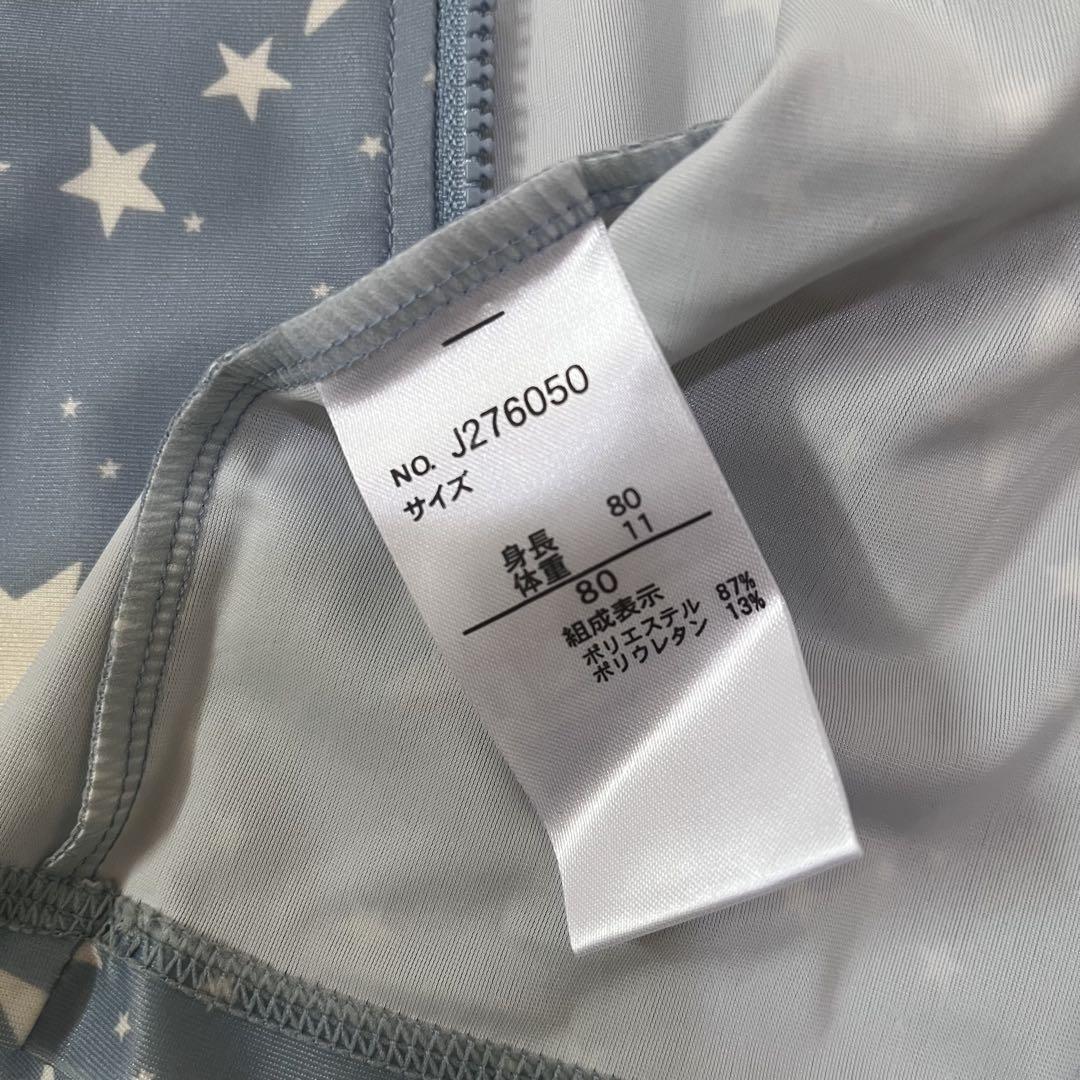 NO. J276050
サイズ
身長 80
体重 11
80
組成表示
ポリエステル 87%
ポリウレタン 13%